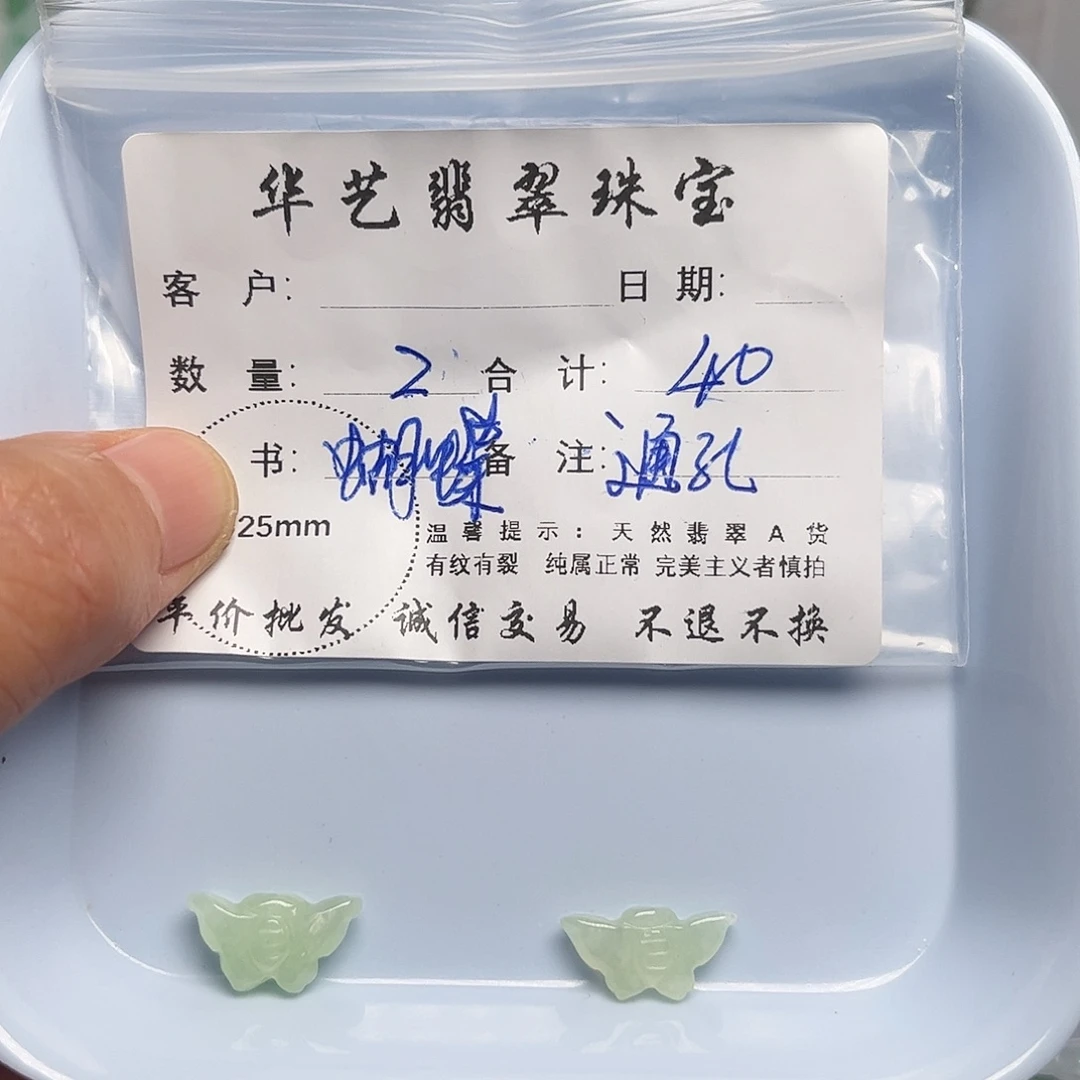 华艺翡翠珠宝
客 户: 日 期:
数 量: 2 合 计: 40
书: 蝴蝶 备 注: 通孔
25mm
温馨提示: 天然翡翠A货
有纹有裂 纯属正常 完美主义者慎拍
平价批发 诚信交易 不退不换